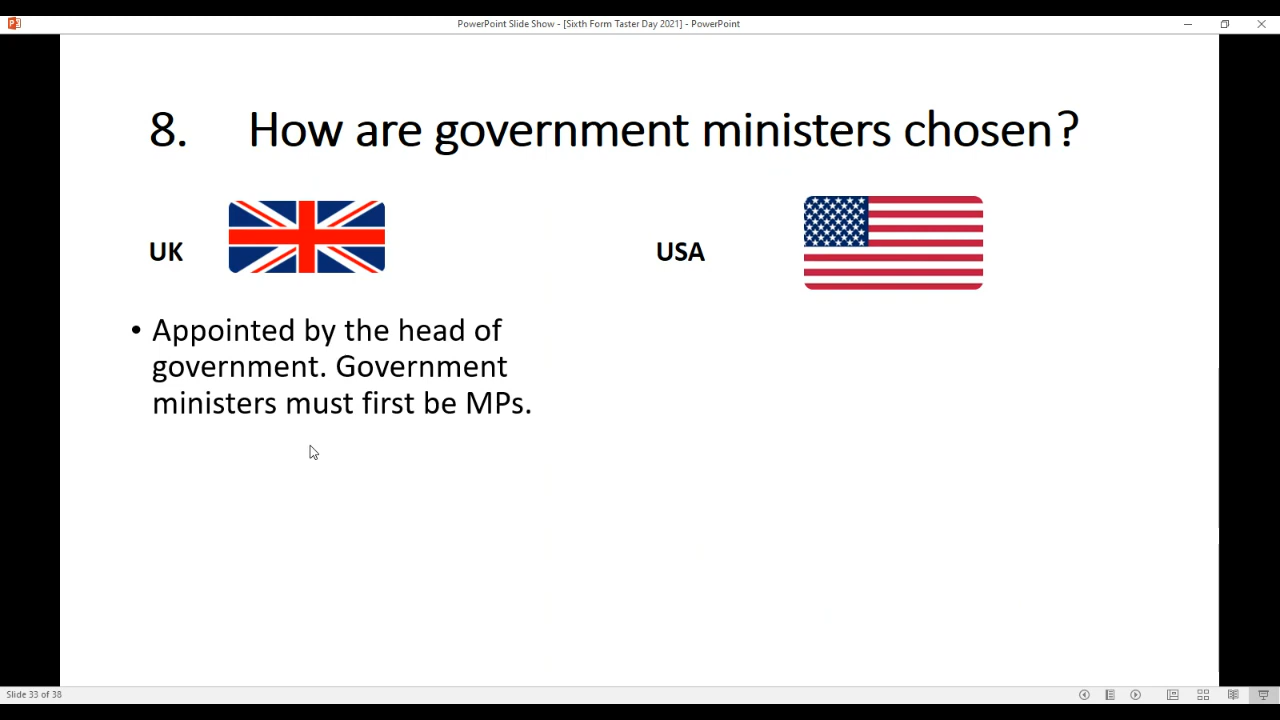 PowerPoint Slide Show - [Sixth Form Taster Day 2021] - PowerPoint
8. How are government ministers chosen?
UK
USA
• Appointed by the head of
government. Government
ministers must first be MPs.
Slide 33 of 38